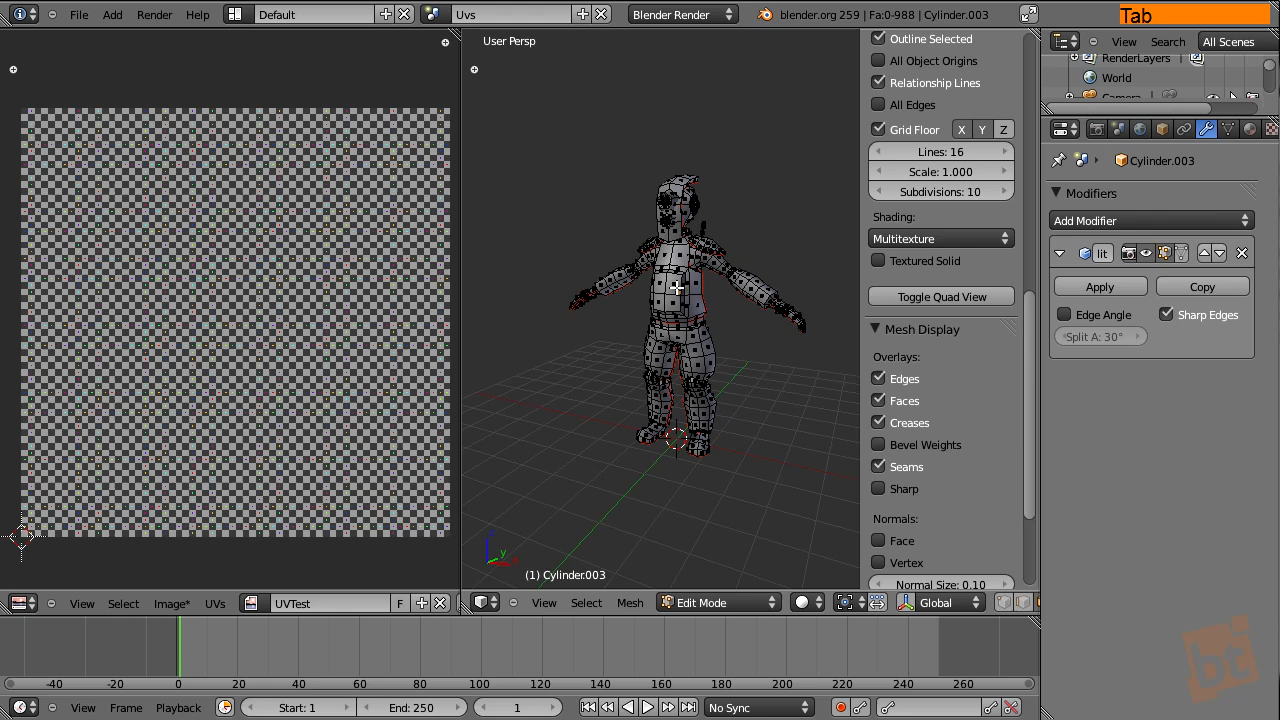 File Add Render Help Default Uvs Blender Render blender.org 259 | Fa:0-988 | Cylinder.003 Tab
User Persp
Outline Selected
All Object Origins
Relationship Lines
All Edges
Grid Floor X Y Z
Lines: 16
Scale: 1.000
Subdivisions: 10
Shading:
Multitexture
Textured Solid
Toggle Quad View
Mesh Display
Overlays:
Edges
Faces
Creases
Bevel Weights
Seams
Sharp
Normals:
Face
Vertex
Normal Size: 0.10
View Search All Scenes
RenderLayers
World
Camera
Cylinder.003
Modifiers
Add Modifier
lit
Apply Copy
Edge Angle Sharp Edges
Split A: 30°
z
y
(1) Cylinder.003
View Select Image* UVs UVTest F
View Select Mesh Edit Mode Global
-40 -20 0 20 40 60 80 100 120 140 160 180 200 220 240 260
View Frame Playback Start: 1 End: 250 1 No Sync
bt